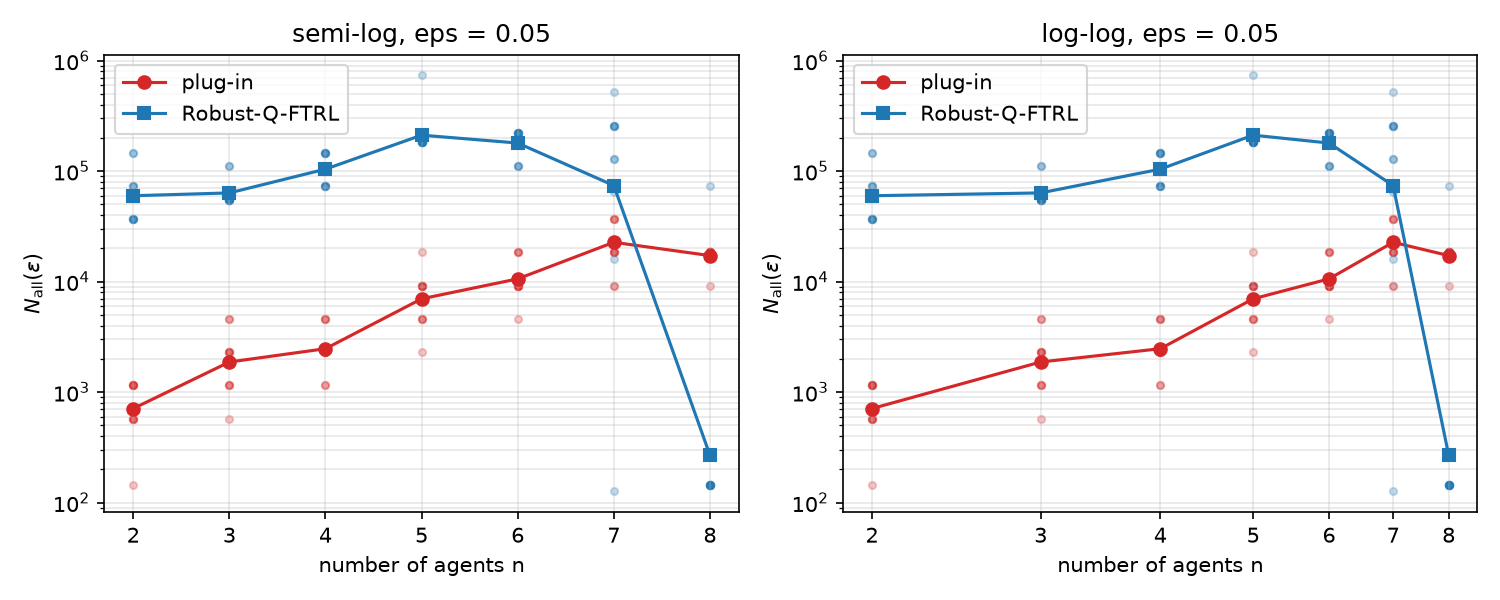 semi-log, eps = 0.05
plug-in
Robust-Q-FTRL
10^6
10^5
10^4
10^3
10^2
N_all(ε)
2 3 4 5 6 7 8
number of agents n
log-log, eps = 0.05
plug-in
Robust-Q-FTRL
10^6
10^5
10^4
10^3
10^2
N_all(ε)
2 3 4 5 6 7 8
number of agents n